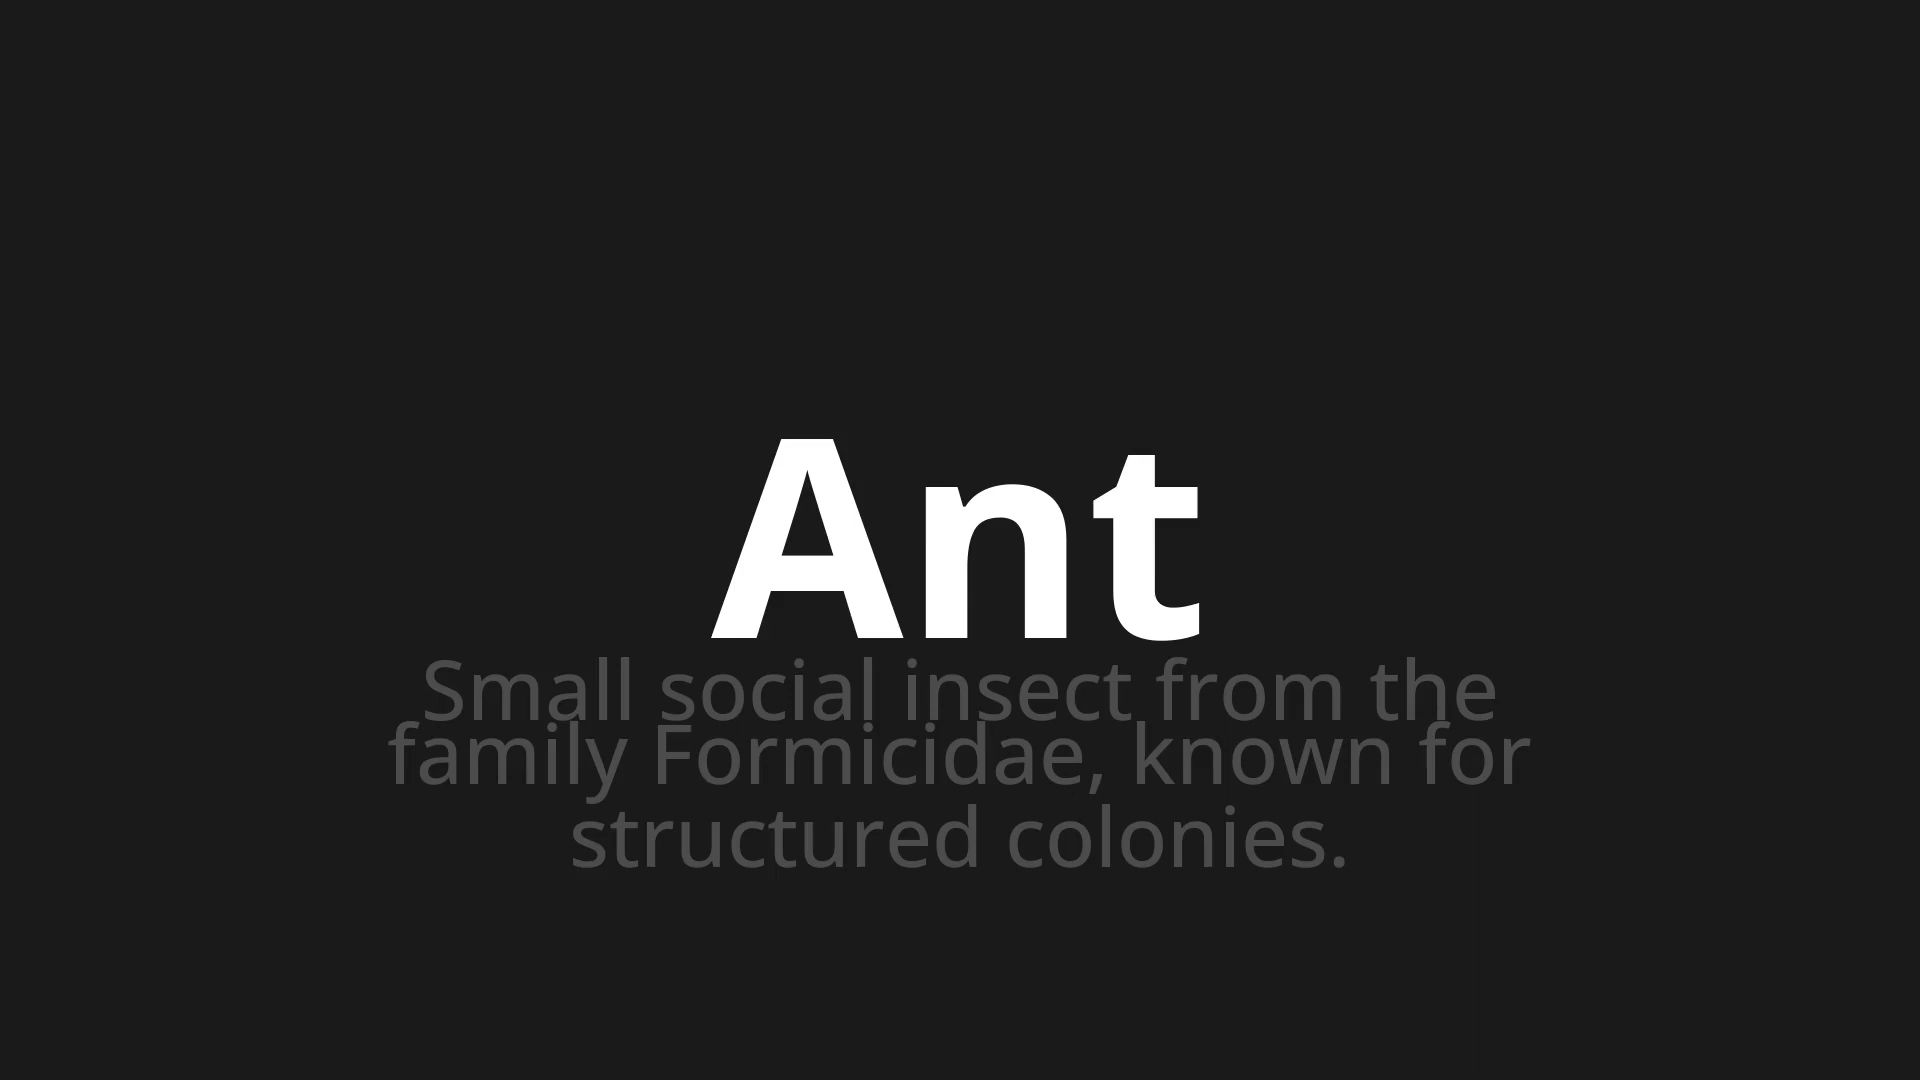 Ant
Small social insect from the
family Formicidae, known for
structured colonies.